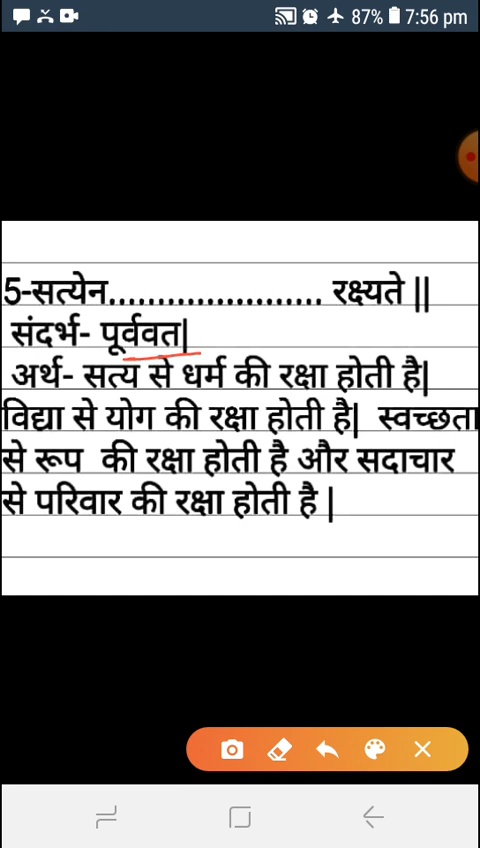 87% 7:56 pm
5-सत्येन...................... रक्ष्यते ||
संदर्भ- पूर्ववत|
अर्थ- सत्य से धर्म की रक्षा होती है|
विद्या से योग की रक्षा होती है| स्वच्छता
से रूप की रक्षा होती है और सदाचार
से परिवार की रक्षा होती है |